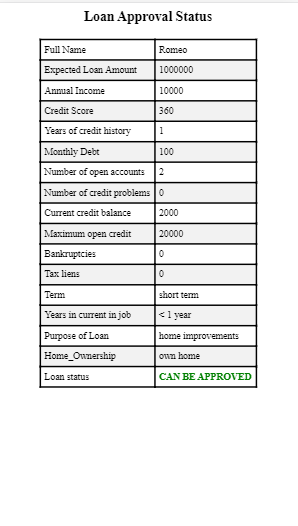 Loan Approval Status
Full Name Romeo
Expected Loan Amount 1000000
Annual Income 10000
Credit Score 360
Years of credit history 1
Monthly Debt 100
Number of open accounts 2
Number of credit problems 0
Current credit balance 2000
Maximum open credit 20000
Bankruptcies 0
Tax liens 0
Term short term
Years in current in job < 1 year
Purpose of Loan home improvements
Home_Ownership own home
Loan status CAN BE APPROVED